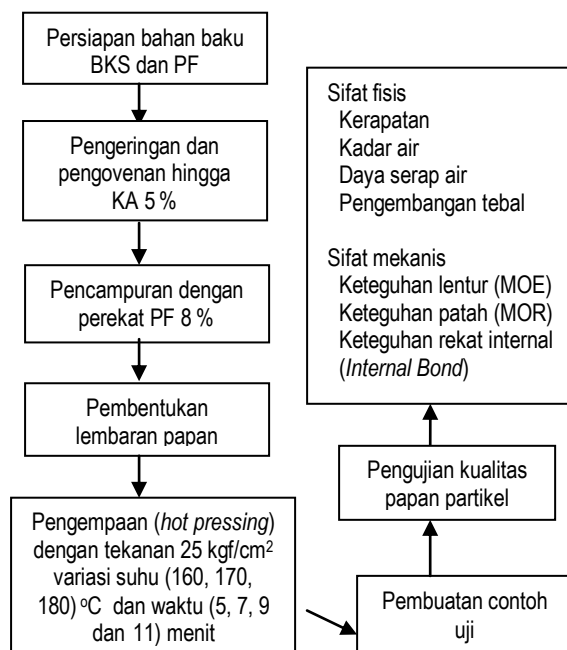 Persiapan bahan baku
BKS dan PF
Pengeringan dan
pengovenan hingga
KA 5 %
Pencampuran dengan
perekat PF 8 %
Pembentukan
lembaran papan
Pengempaan (hot pressing)
dengan tekanan 25 kgf/cm²
variasi suhu (160, 170,
180) ºC dan waktu (5, 7, 9
dan 11) menit
Pembuatan contoh
uji
Pengujian kualitas
papan partikel
Sifat fisis
Kerapatan
Kadar air
Daya serap air
Pengembangan tebal
Sifat mekanis
Keteguhan lentur (MOE)
Keteguhan patah (MOR)
Keteguhan rekat internal
(Internal Bond)